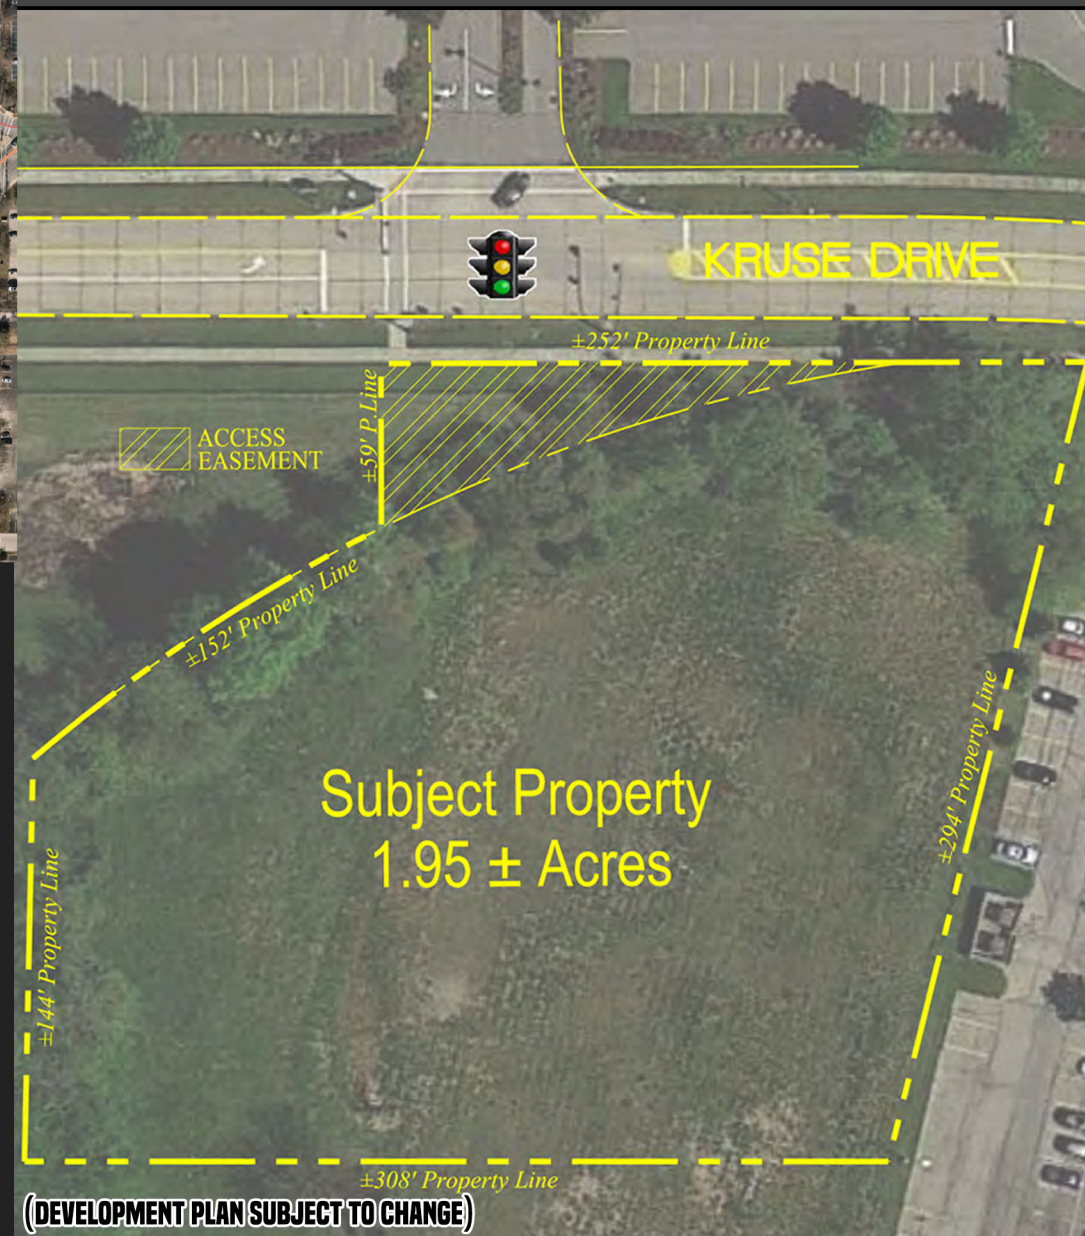 KRUSE DRIVE
±252' Property Line
±59' P.Line
ACCESS
EASEMENT
±152' Property Line
±294' Property Line
Subject Property
1.95 ± Acres
±144' Property Line
±308' Property Line
(DEVELOPMENT PLAN SUBJECT TO CHANGE)